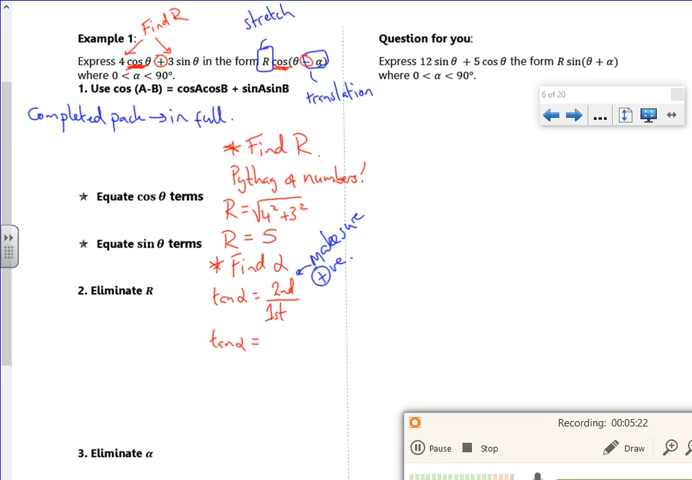 Find R
stretch
Example 1:
Express 4 cos θ + 3 sin θ in the form R cos(θ − α)
where 0 < α < 90°.
1. Use cos (A-B) = cosAcosB + sinAsinB
translation
Completed pack → in full.
* Find R.
Pythag of numbers!
★ Equate cos θ terms
R = √4² + 3²
★ Equate sin θ terms
R = 5
* Find α
Make sure
+ve.
2. Eliminate R
tanα = 2nd
1st
tanα =
3. Eliminate α
Question for you:
Express 12 sin θ + 5 cos θ the form R sin(θ + α)
where 0 < α < 90°.
6 of 20
...
Recording: 00:05:22
Pause Stop Draw